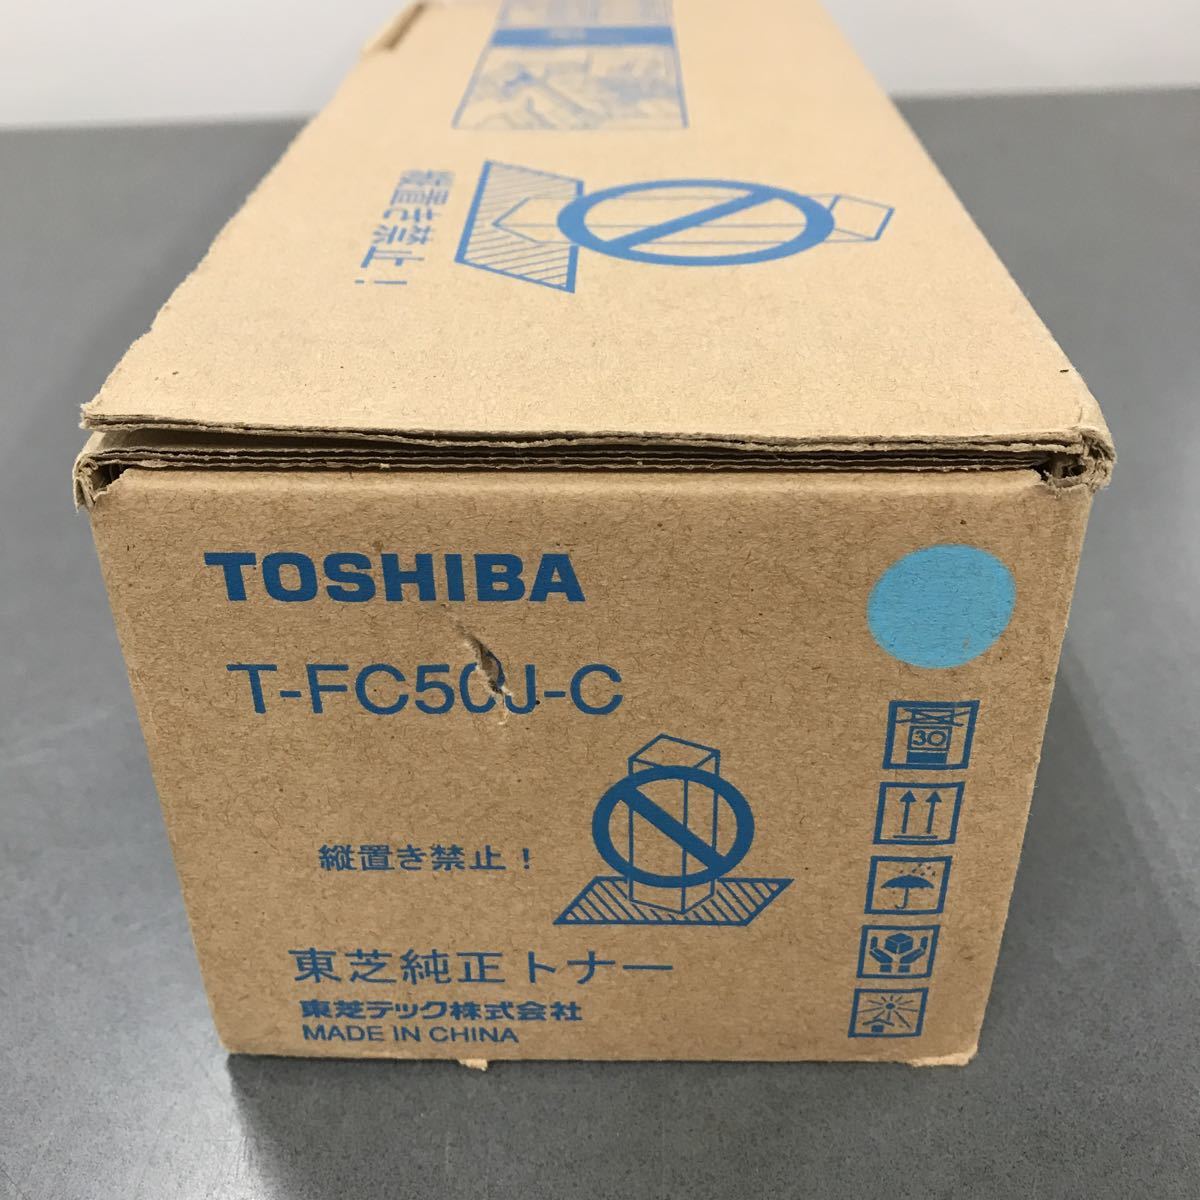 縦置き禁止！
TOSHIBA
T-FC50J-C
30
縦置き禁止！
東芝純正トナー
東芝テック株式会社
MADE IN CHINA